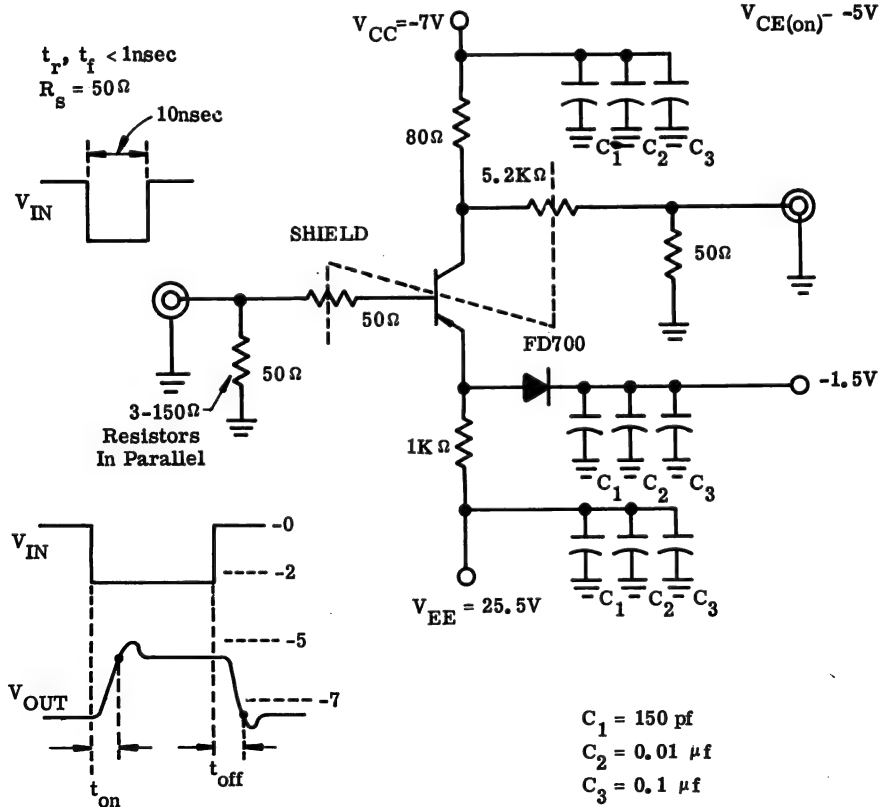 V_CC = -7V
V_CE(on) - -5V
t_r, t_f < 1nsec
R_s = 50Ω
10nsec
V_IN
80Ω
C_1 C_2 C_3
5.2KΩ
SHIELD
50Ω
50Ω
50Ω
3-150Ω
Resistors
In Parallel
FD700
-1.5V
C_1 C_2 C_3
1KΩ
C_1 C_2 C_3
V_EE = 25.5V
V_IN
-0
-2
-5
V_OUT
-7
t_on
t_off
C_1 = 150 pf
C_2 = 0.01 μf
C_3 = 0.1 μf